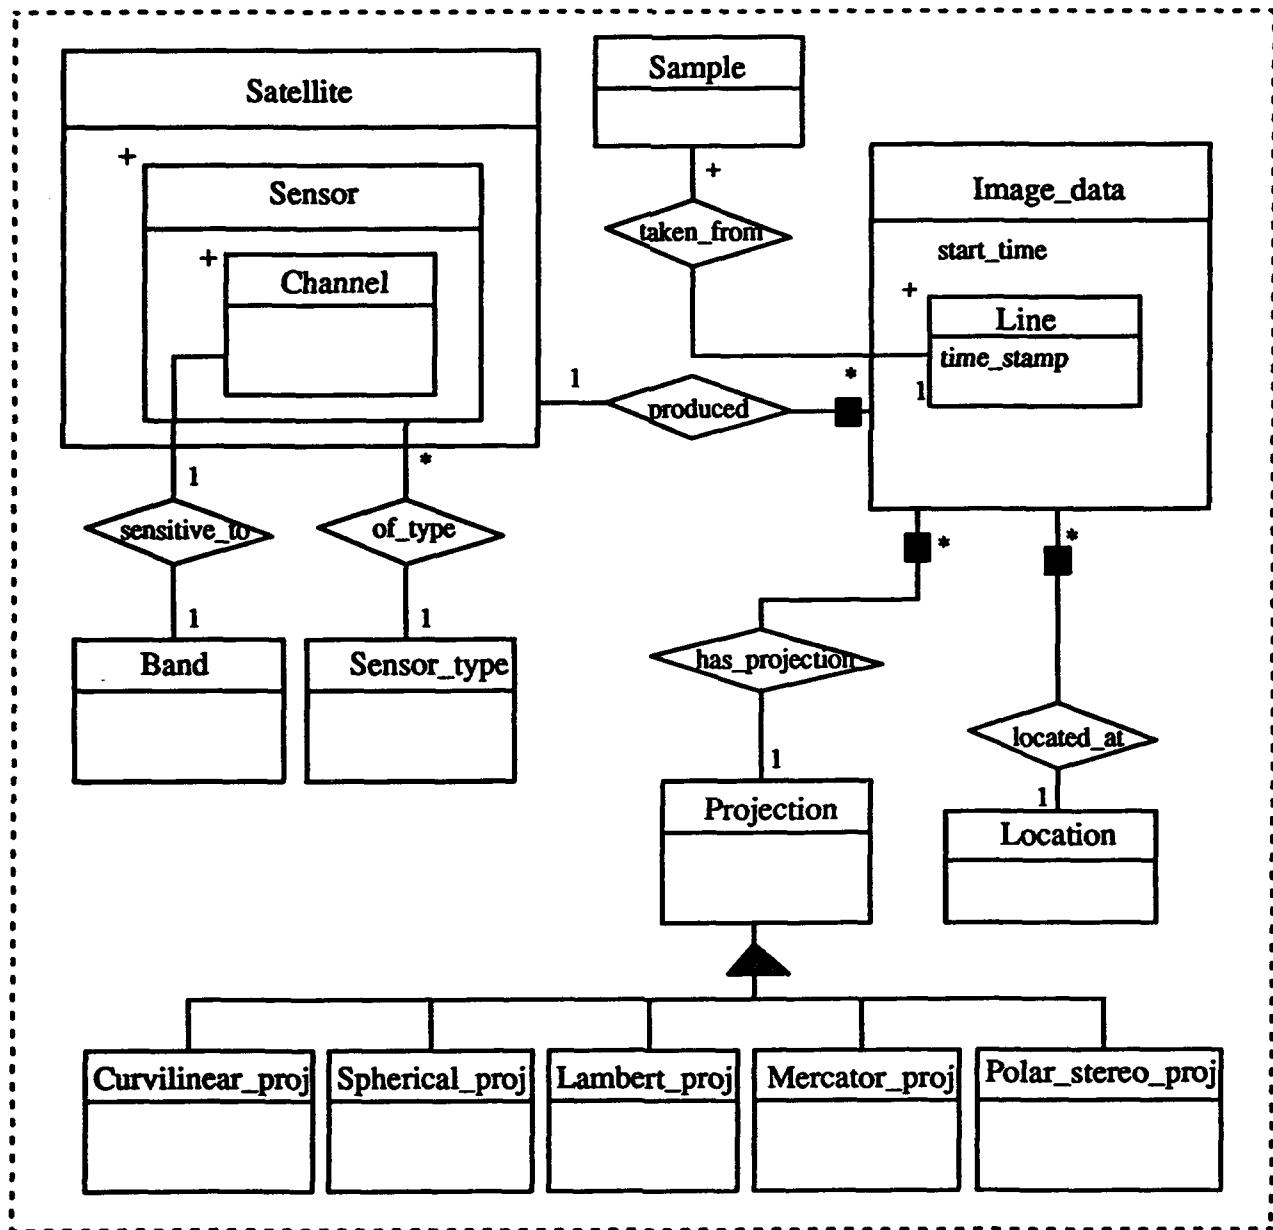 Satellite
+
Sensor
+
Channel
Sample
+
taken_from
Image_data
start_time
+
Line
time_stamp
1
1
produced
*
1
*
sensitive_to
of_type
1
1
Band
Sensor_type
*
*
has_projection
located_at
1
1
Projection
Location
Curvilinear_proj
Spherical_proj
Lambert_proj
Mercator_proj
Polar_stereo_proj